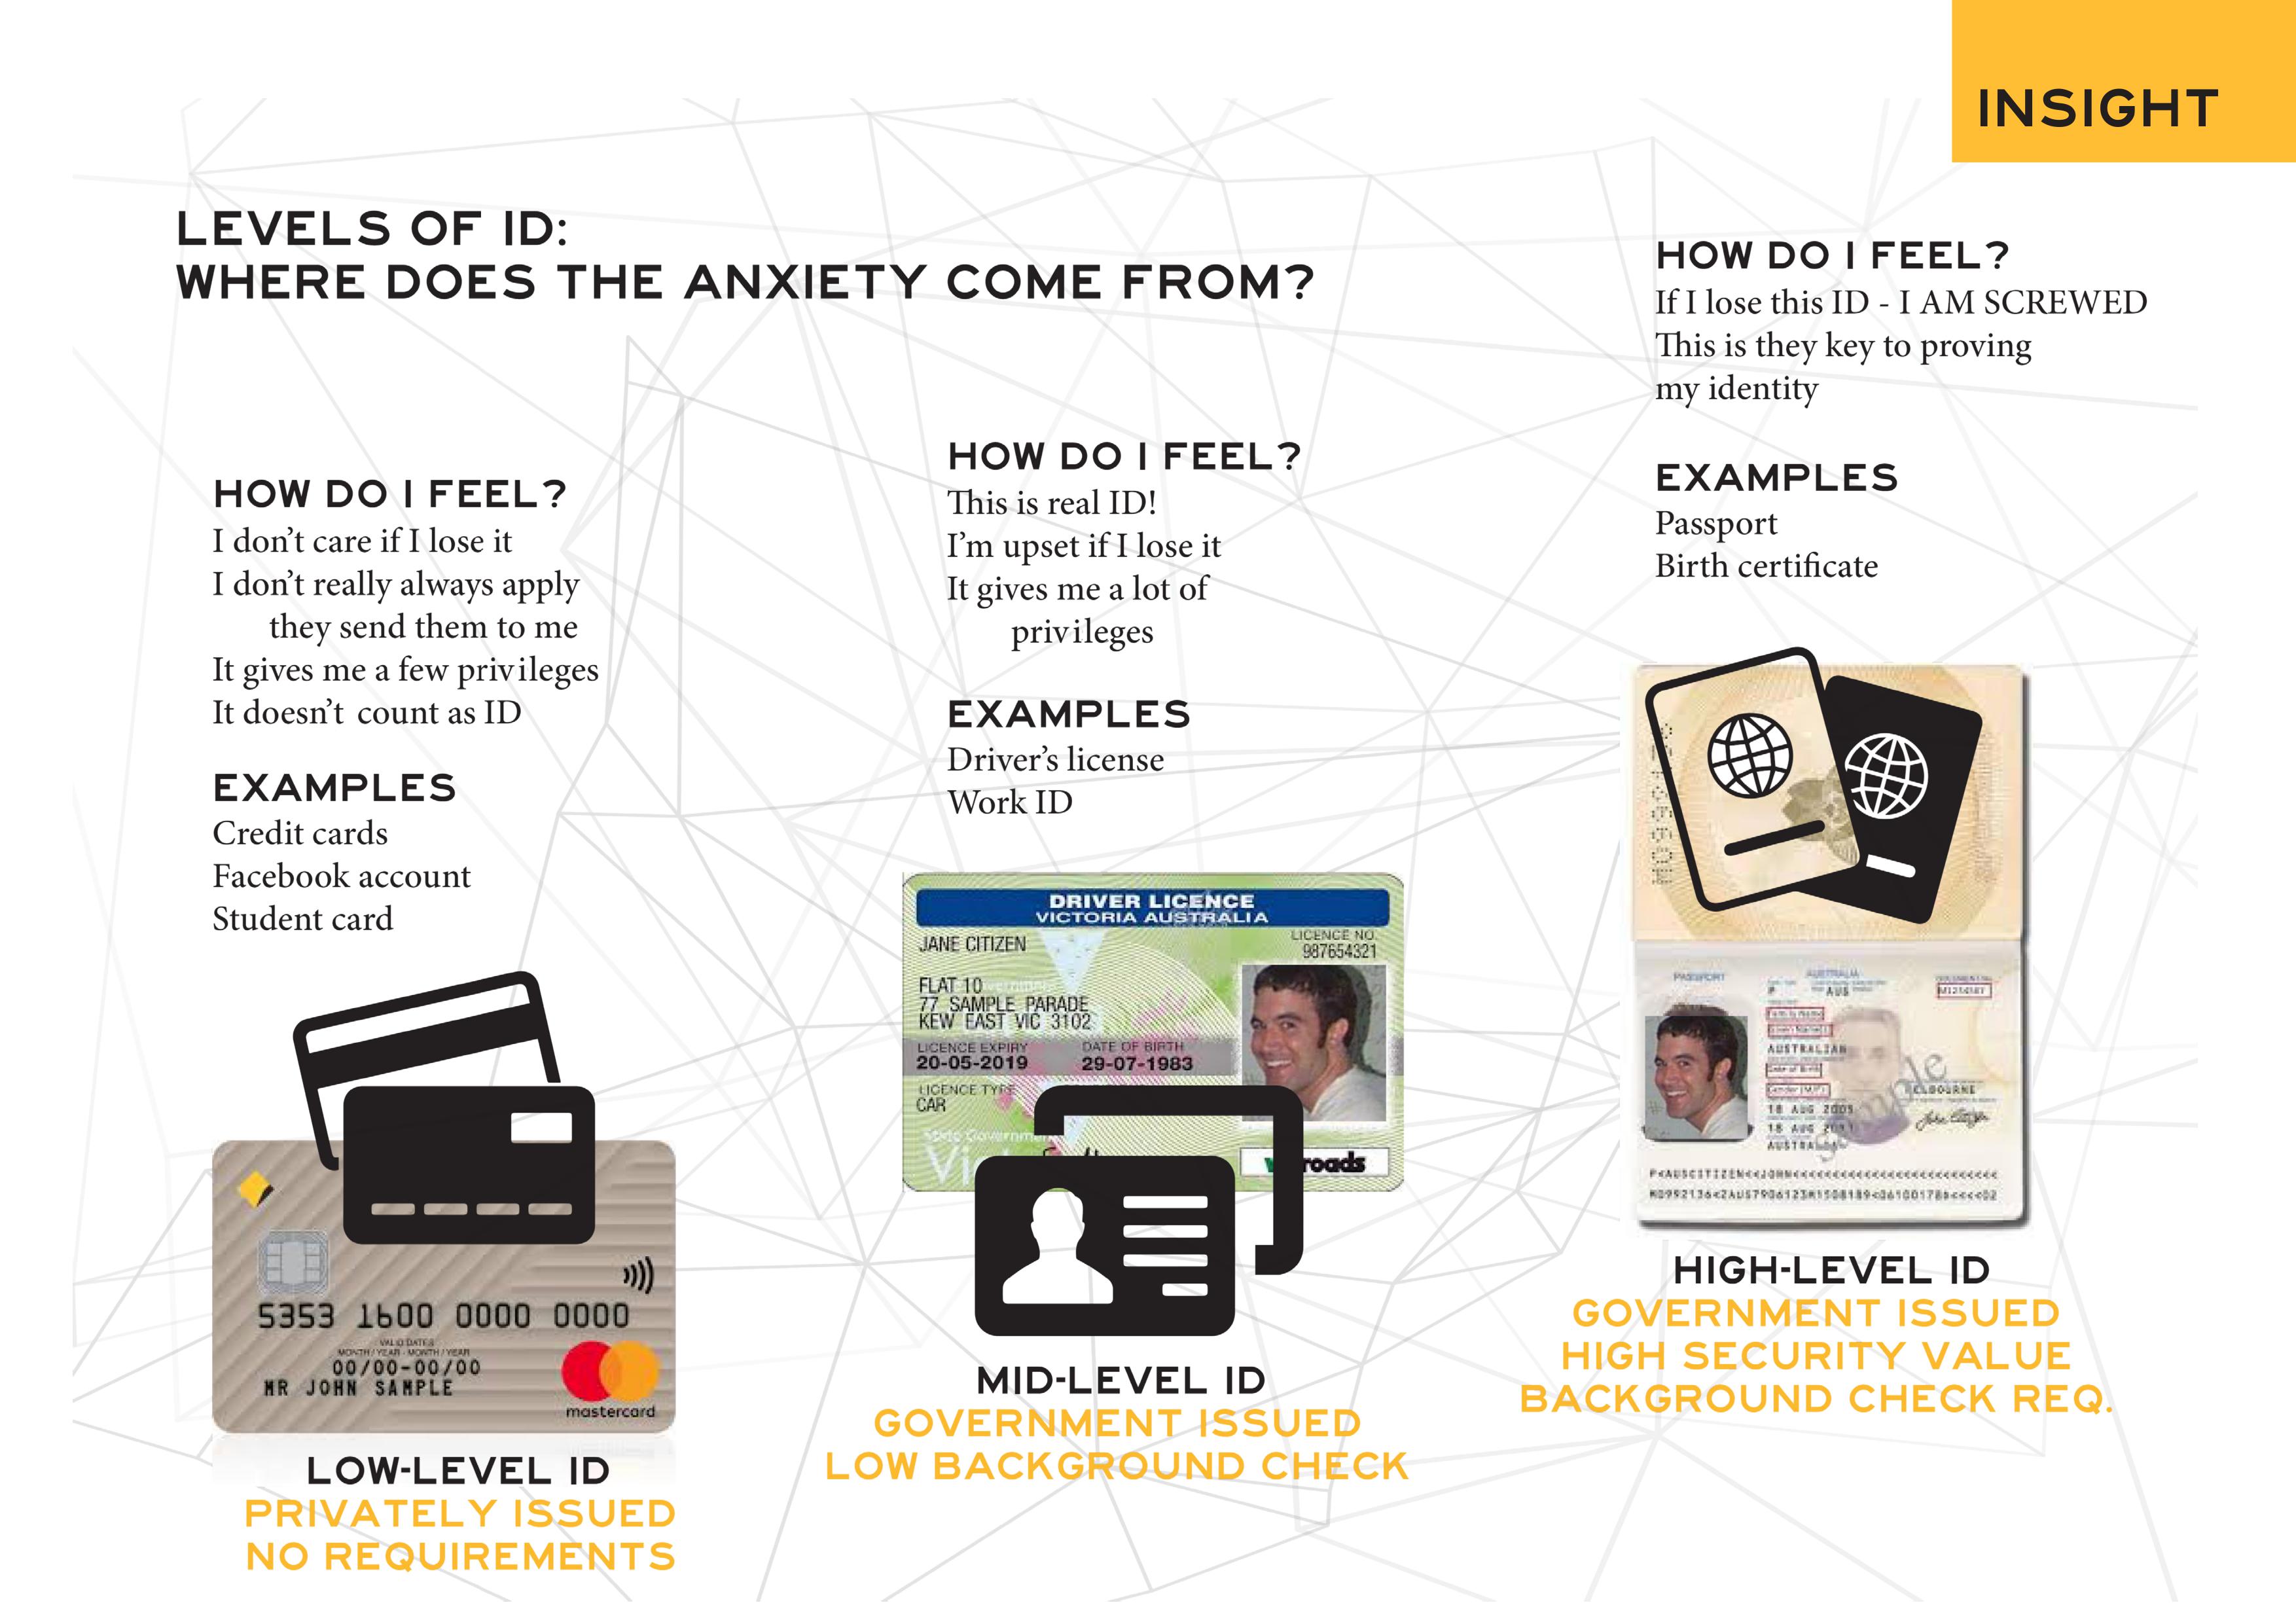 INSIGHT
LEVELS OF ID:
WHERE DOES THE ANXIETY COME FROM?
HOW DO I FEEL?
I don't care if I lose it
I don't really always apply
they send them to me
It gives me a few privileges
It doesn't count as ID
EXAMPLES
Credit cards
Facebook account
Student card
5353 1600 0000 0000
VALID DATES
MONTH / YEAR - MONTH / YEAR
00/00-00/00
MR JOHN SAMPLE
mastercard
LOW-LEVEL ID
PRIVATELY ISSUED
NO REQUIREMENTS
HOW DO I FEEL?
This is real ID!
I'm upset if I lose it
It gives me a lot of
privileges
EXAMPLES
Driver's license
Work ID
DRIVER LICENCE
VICTORIA AUSTRALIA
JANE CITIZEN
LICENCE NO.
987654321
FLAT 10
77 SAMPLE PARADE
KEW EAST VIC 3102
LICENCE EXPIRY DATE OF BIRTH
20-05-2019 29-07-1983
LICENCE TYPE
CAR
roads
MID-LEVEL ID
GOVERNMENT ISSUED
LOW BACKGROUND CHECK
HOW DO I FEEL?
If I lose this ID - I AM SCREWED
This is they key to proving
my identity
EXAMPLES
Passport
Birth certificate
PASSPORT AUSTRALIA
P AUS
AUSTRALIAN
18 AUG 2005
18 AUG
Sample
P<AUSCITIZEN<<JOHN<<<<<<<<<<<<<<<<<<<<<<<<<<
HIGH-LEVEL ID
GOVERNMENT ISSUED
HIGH SECURITY VALUE
BACKGROUND CHECK REQ.